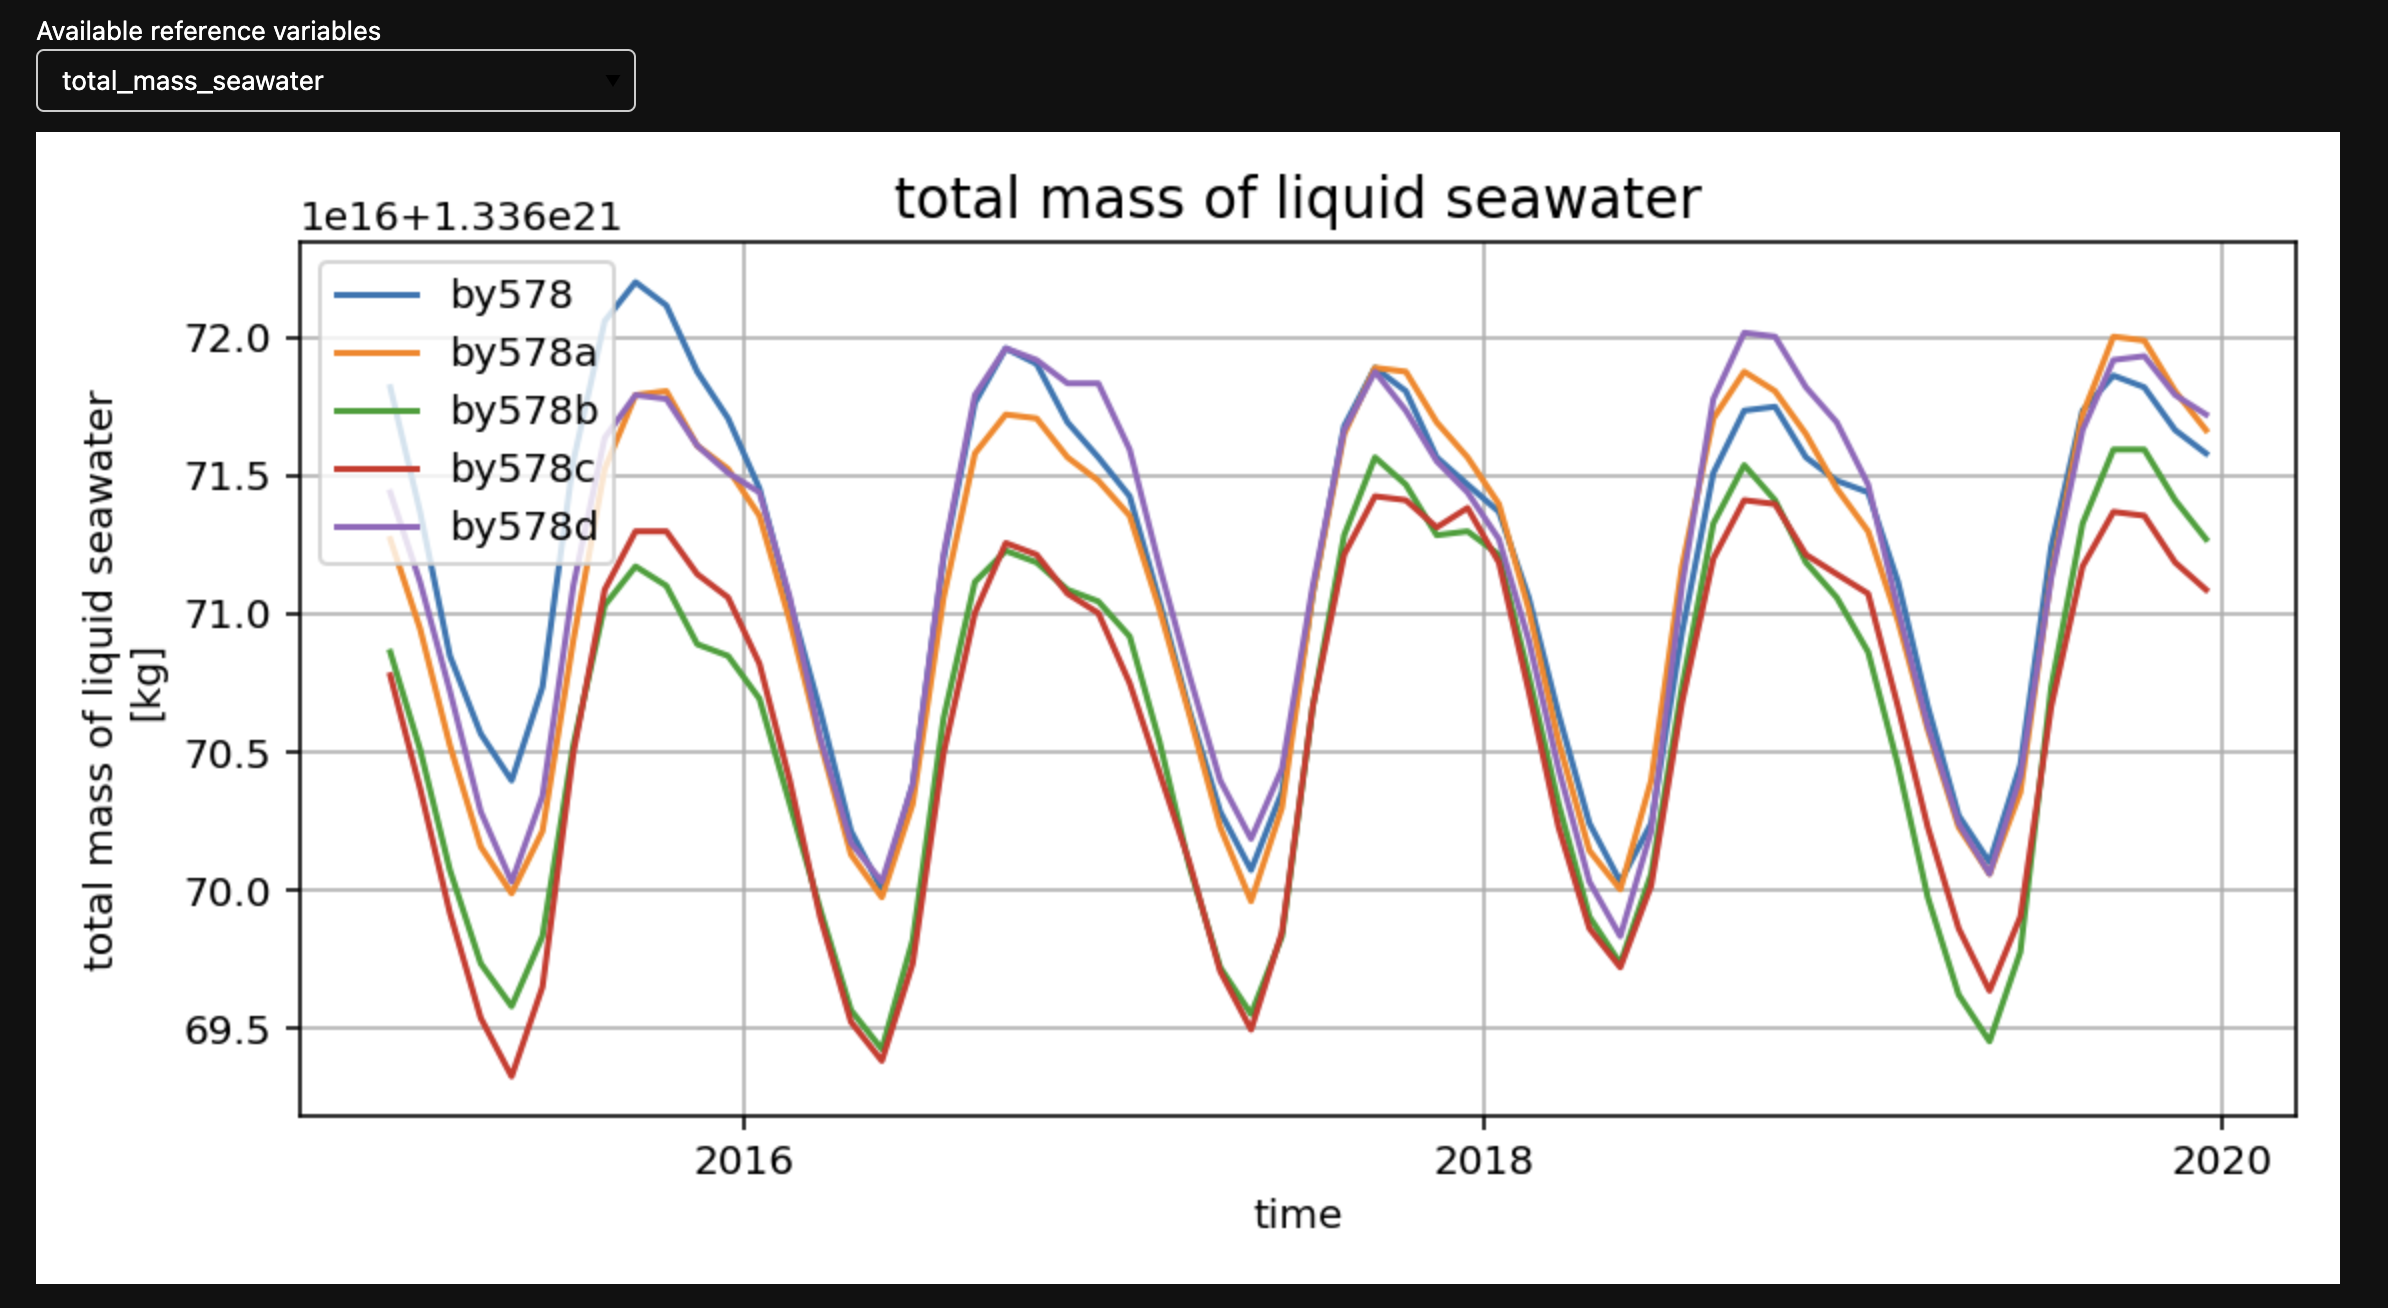 Available reference variables
total_mass_seawater
total mass of liquid seawater
1e16+1.336e21
by578
by578a
by578b
by578c
by578d
72.0
71.5
71.0
70.5
70.0
69.5
total mass of liquid seawater
[kg]
2016
2018
2020
time